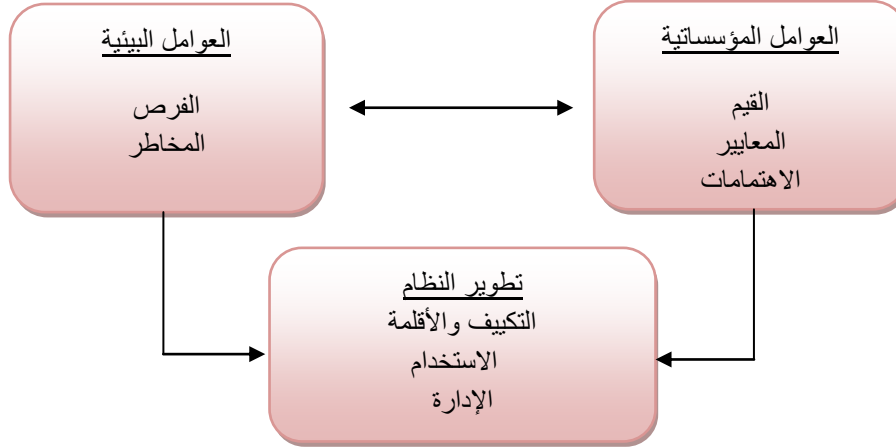 العوامل المؤسساتية
القيم
المعايير
الاهتمامات
العوامل البيئية
الفرص
المخاطر
تطوير النظام
التكييف والأقلمة
الاستخدام
الإدارة